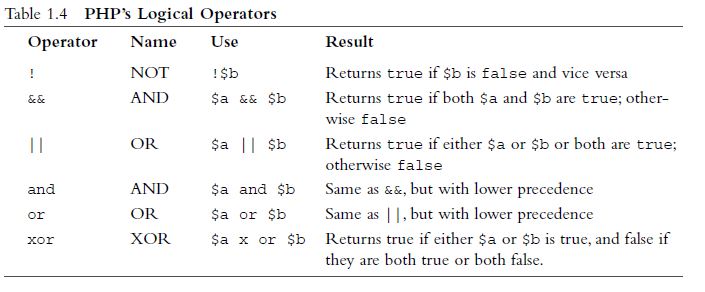 Table 1.4 PHP's Logical Operators
Operator Name Use Result
! NOT !$b Returns true if $b is false and vice versa
&& AND $a && $b Returns true if both $a and $b are true; other-
wise false
|| OR $a || $b Returns true if either $a or $b or both are true;
otherwise false
and AND $a and $b Same as &&, but with lower precedence
or OR $a or $b Same as ||, but with lower precedence
xor XOR $a x or $b Returns true if either $a or $b is true, and false if
they are both true or both false.